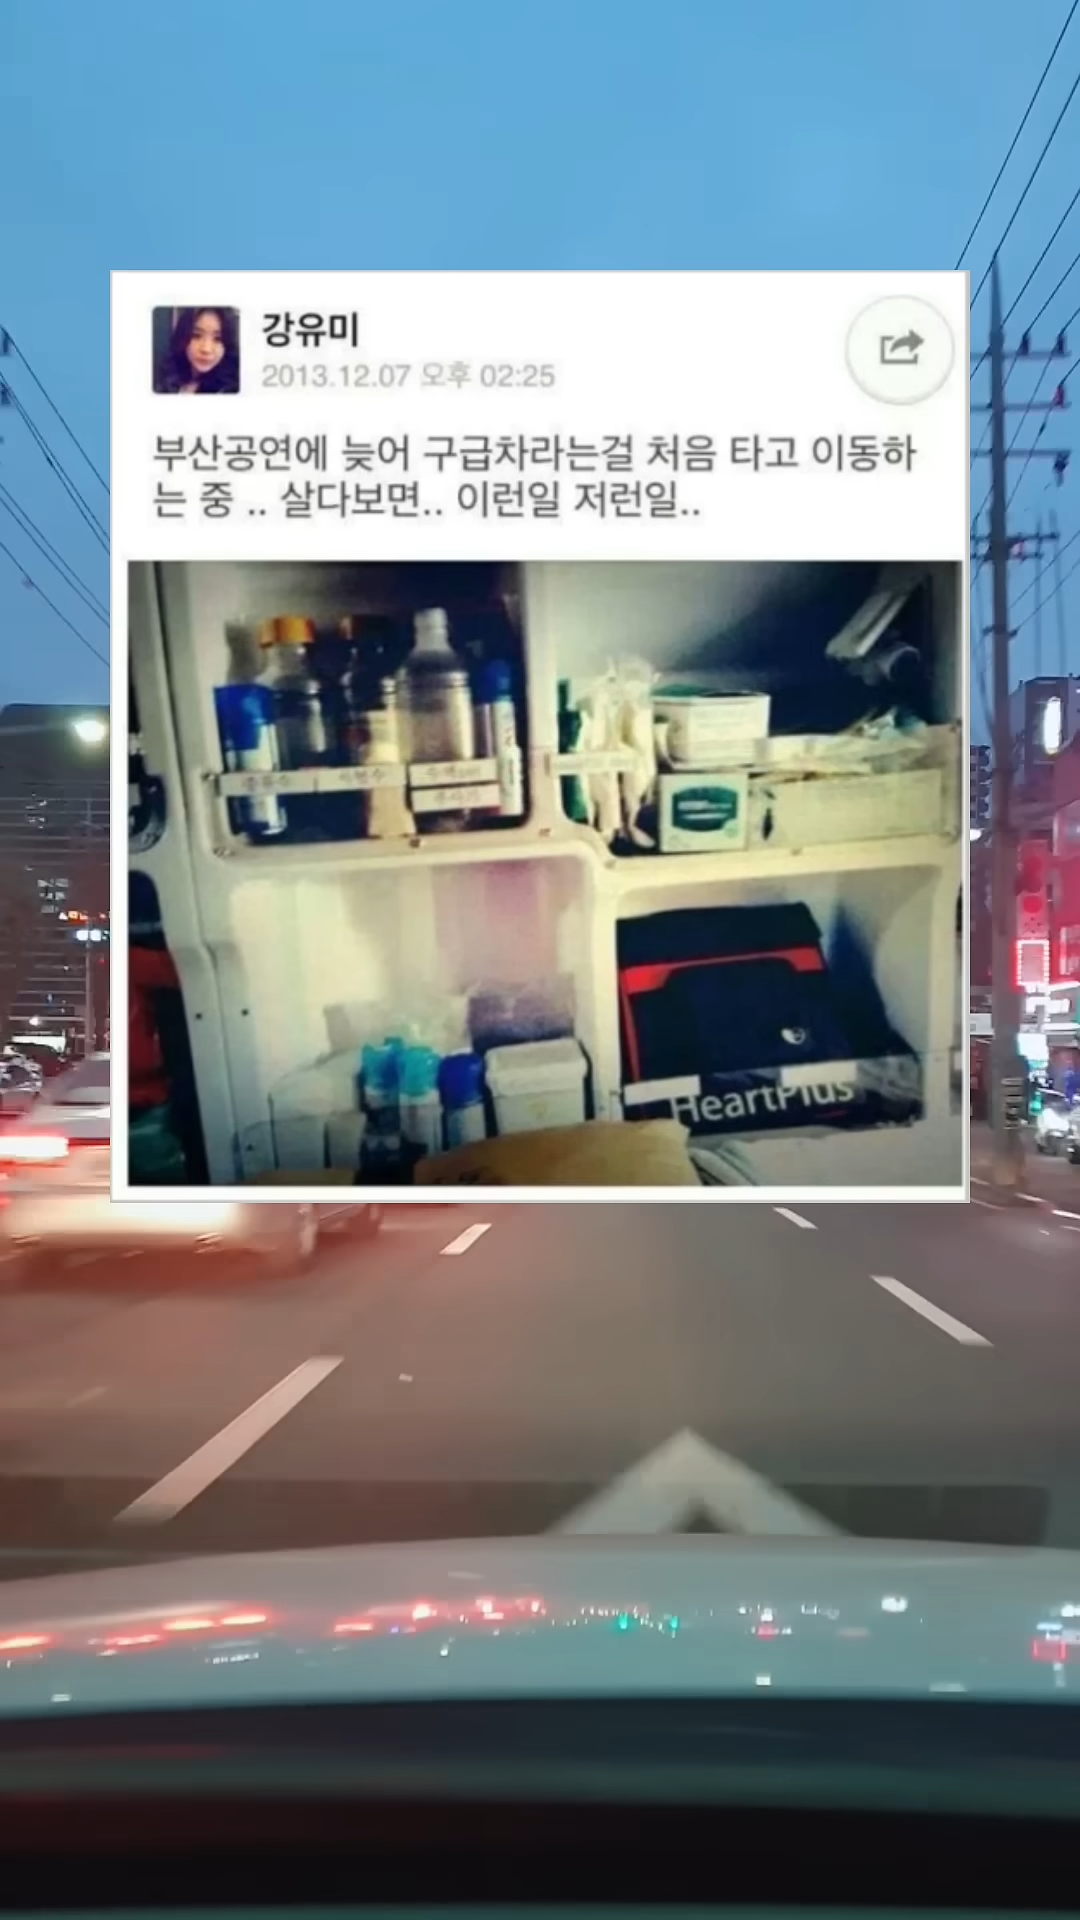 강유미
2013.12.07 오후 02:25
부산공연에 늦어 구급차라는걸 처음 타고 이동하
는 중 .. 살다보면.. 이런일 저런일..
HeartPlus